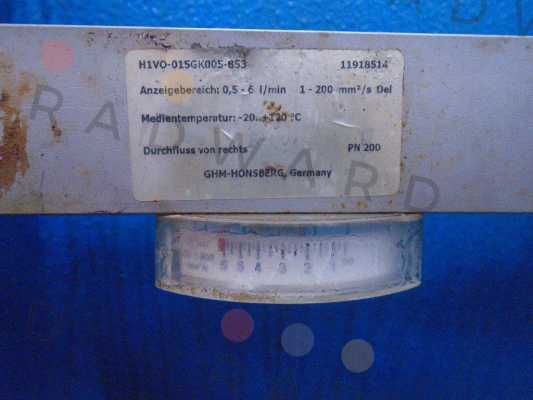 H1VO-015GK005-853 11918514
Anzeigebereich: 0,5 - 6 l/min 1 - 200 mm²/s Oel
Medientemperatur: -20..+120 °C
Durchfluss von rechts PN 200
GHM-HONSBERG, Germany
RADWARD
6 5 4 3 2 1